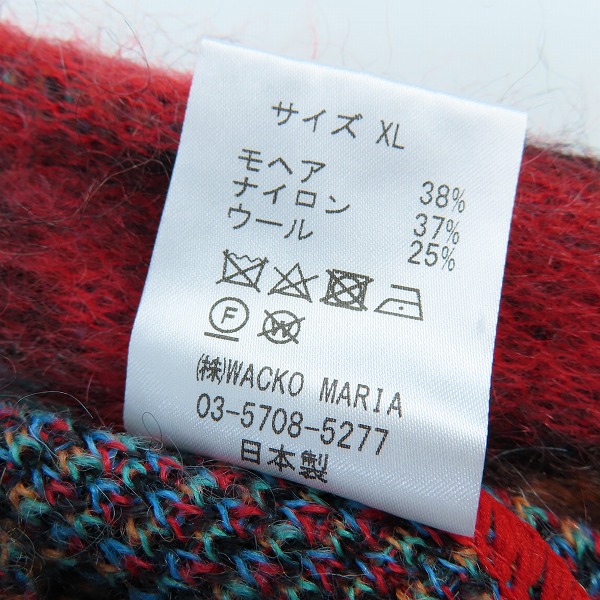 サイズ XL
モヘア 38%
ナイロン 37%
ウール 25%
F W
(株)WACKO MARIA
03-5708-5277
日本製